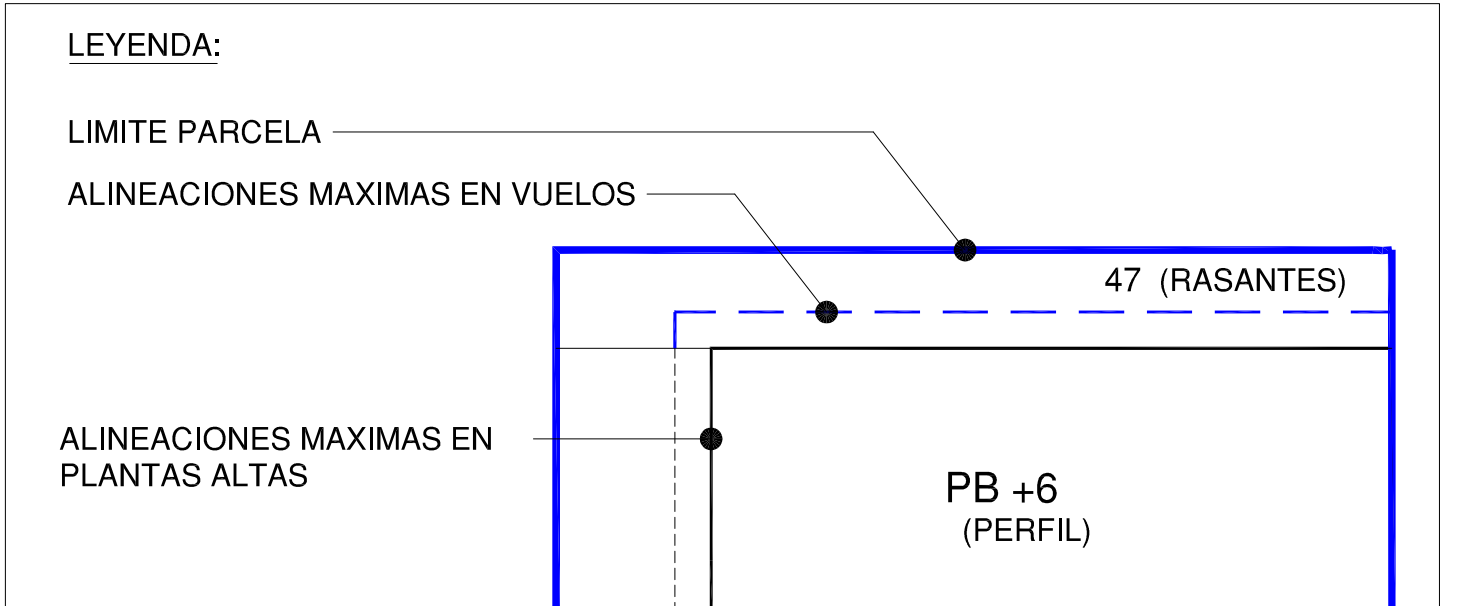 LEYENDA:
LIMITE PARCELA
ALINEACIONES MAXIMAS EN VUELOS
47 (RASANTES)
ALINEACIONES MAXIMAS EN
PLANTAS ALTAS
PB +6
(PERFIL)